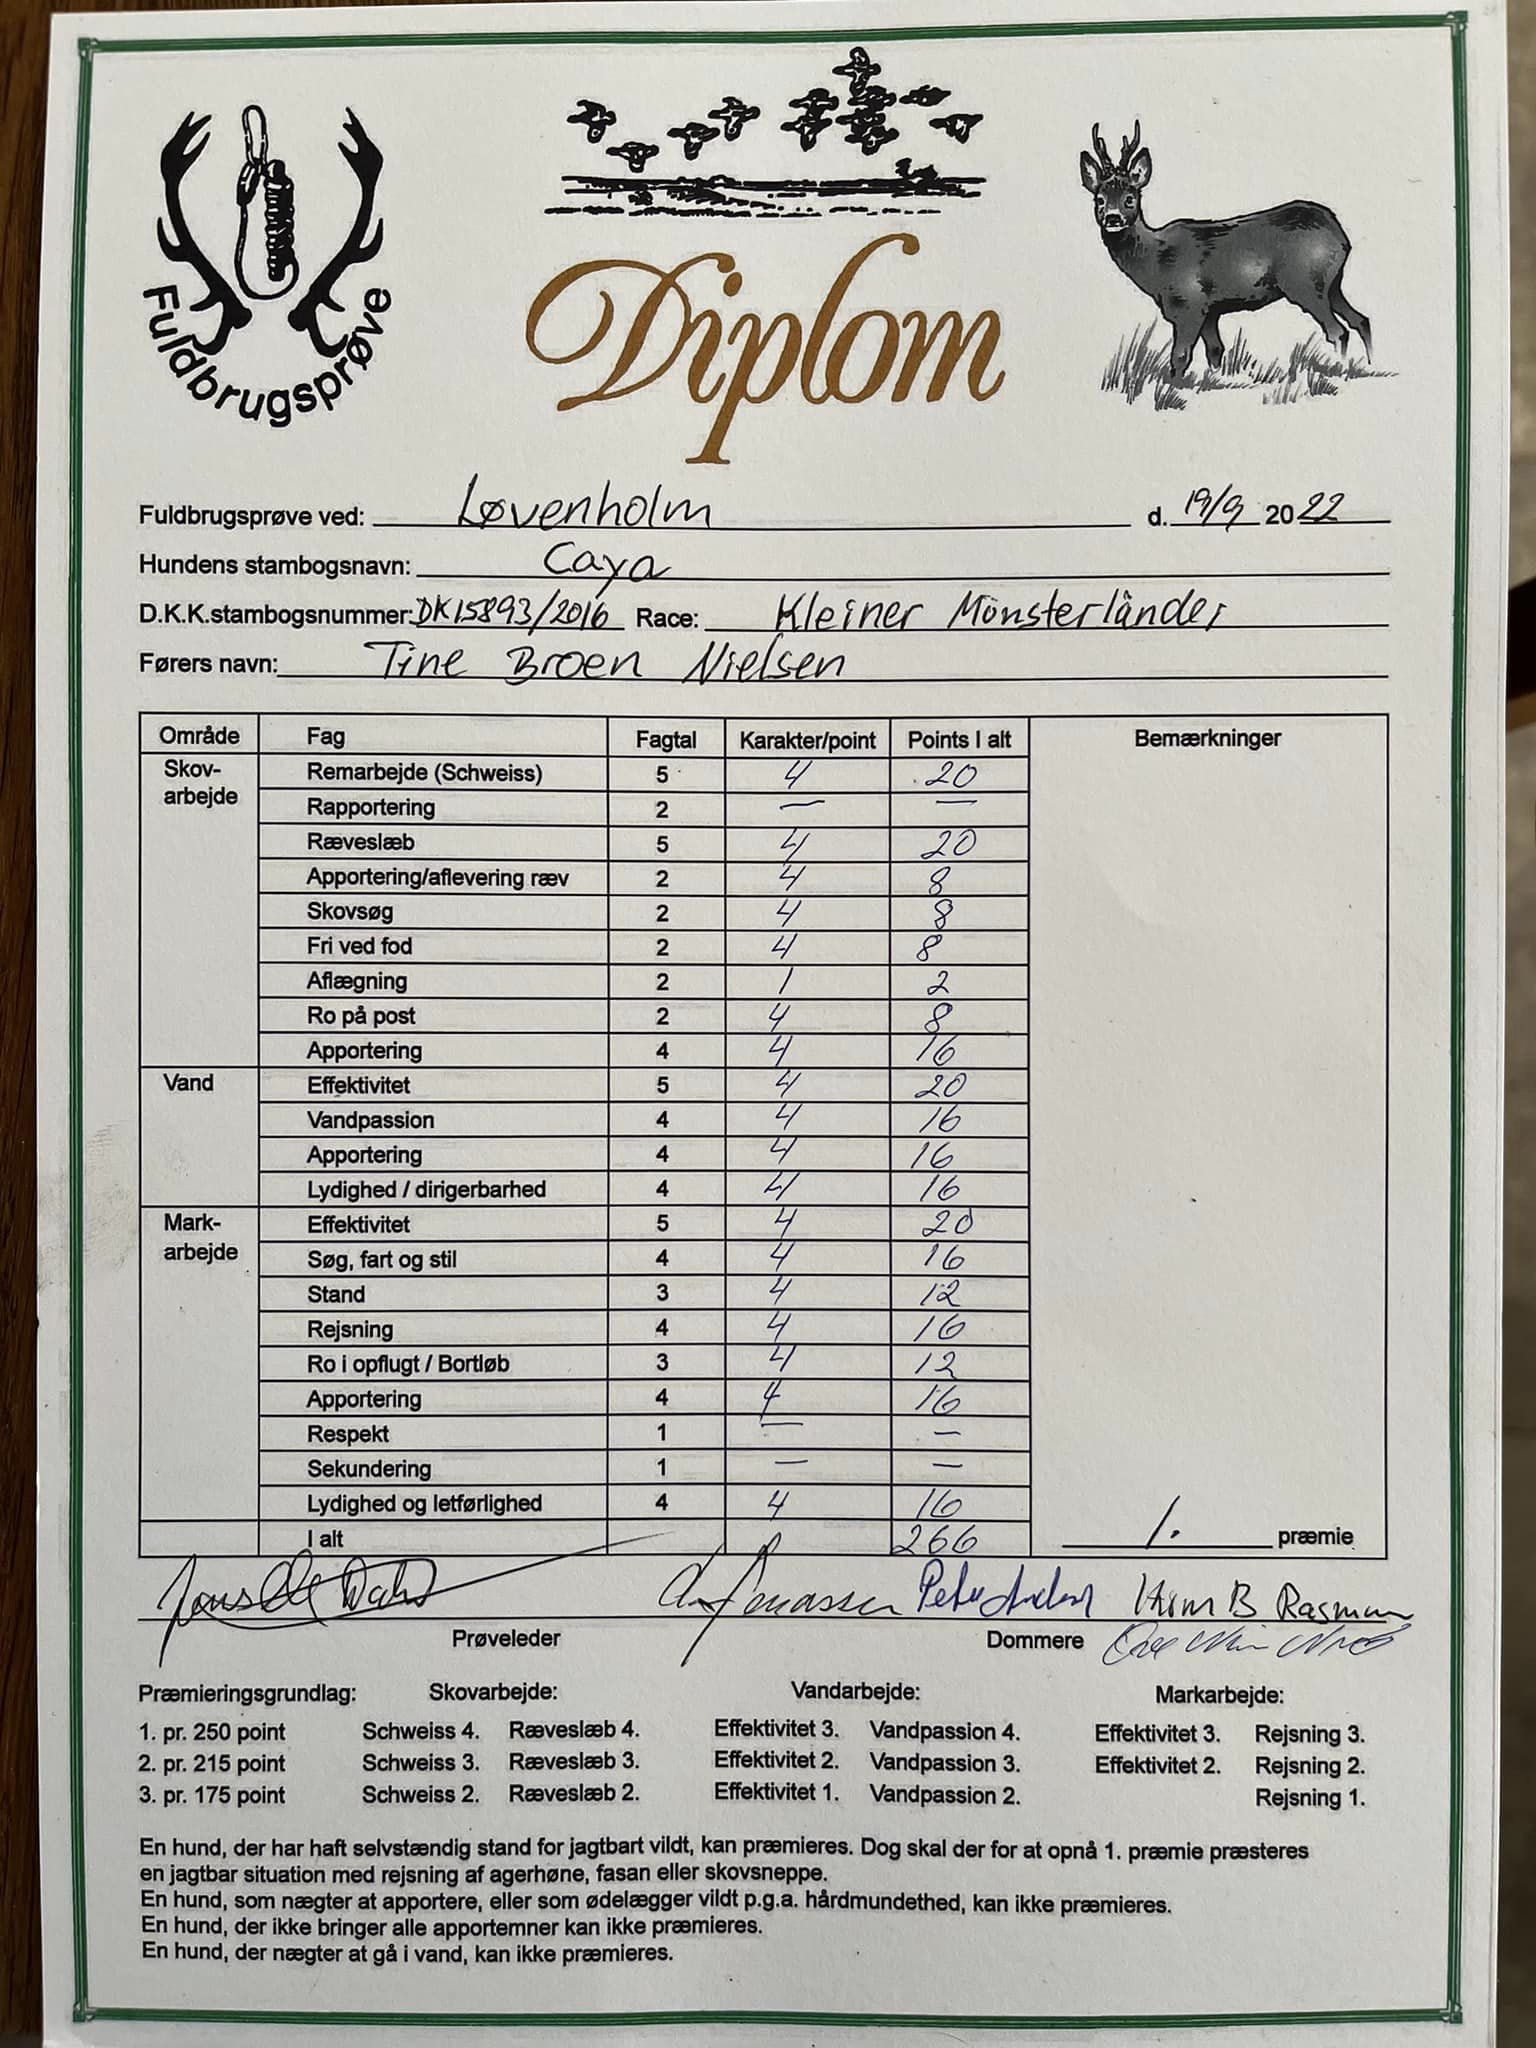 Fuldbrugsprøve
Diplom
Fuldbrugsprøve ved: Løvenholm d. 19/9 2022
Hundens stambogsnavn: Caya
D.K.K.stambogsnummer: DK15893/2016 Race: Kleiner Mönsterländer
Førers navn: Tine Broen Nielsen
Område Fag Fagtal Karakter/point Points I alt Bemærkninger
Skov-arbejde Remarbejde (Schweiss) 5 4 20
Rapportering 2 — —
Ræveslæb 5 4 20
Apportering/aflevering ræv 2 4 8
Skovsøg 2 4 8
Fri ved fod 2 4 8
Aflægning 2 1 2
Ro på post 2 4 8
Apportering 4 4 16
Vand Effektivitet 5 4 20
Vandpassion 4 4 16
Apportering 4 4 16
Lydighed / dirigerbarhed 4 4 16
Mark-arbejde Effektivitet 5 4 20
Søg, fart og stil 4 4 16
Stand 3 4 12
Rejsning 4 4 16
Ro i opflugt / Bortløb 3 4 12
Apportering 4 4 16
Respekt 1 — —
Sekundering 1 — —
Lydighed og letførlighed 4 4 16
I alt 266 1. præmie
B Rasmussen
Prøveleder Dommere
Præmieringsgrundlag: Skovarbejde: Vandarbejde: Markarbejde:
1. pr. 250 point Schweiss 4. Ræveslæb 4. Effektivitet 3. Vandpassion 4. Effektivitet 3. Rejsning 3.
2. pr. 215 point Schweiss 3. Ræveslæb 3. Effektivitet 2. Vandpassion 3. Effektivitet 2. Rejsning 2.
3. pr. 175 point Schweiss 2. Ræveslæb 2. Effektivitet 1. Vandpassion 2. Rejsning 1.
En hund, der har haft selvstændig stand for jagtbart vildt, kan præmieres. Dog skal der for at opnå 1. præmie præsteres
en jagtbar situation med rejsning af agerhøne, fasan eller skovsneppe.
En hund, som nægter at apportere, eller som ødelægger vildt p.g.a. hårdmundethed, kan ikke præmieres.
En hund, der ikke bringer alle apportemner kan ikke præmieres.
En hund, der nægter at gå i vand, kan ikke præmieres.